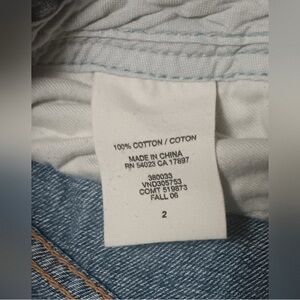 100% COTTON / COTON
MADE IN CHINA
RN 54023 CA 17897
380033
VND305753
COMT 519873
FALL 06
2